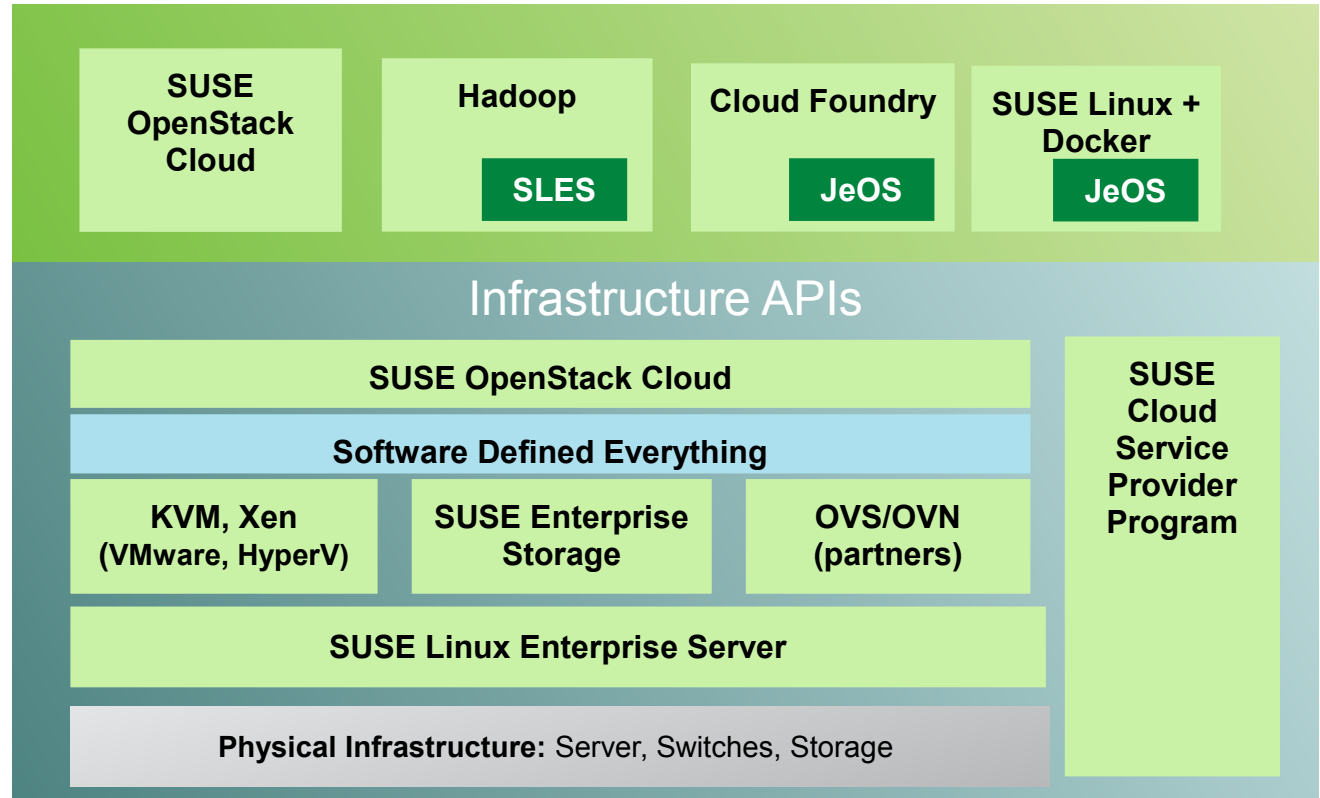 SUSE
OpenStack
Cloud
Hadoop
SLES
Cloud Foundry
JeOS
SUSE Linux +
Docker
JeOS
Infrastructure APIs
SUSE OpenStack Cloud
Software Defined Everything
KVM, Xen
(VMware, HyperV)
SUSE Enterprise
Storage
OVS/OVN
(partners)
SUSE Linux Enterprise Server
Physical Infrastructure: Server, Switches, Storage
SUSE
Cloud
Service
Provider
Program